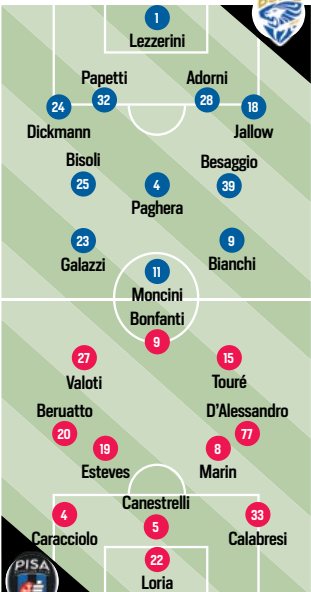 1
Lezzerini
Papetti Adorni
24 32 28 18
Dickmann Jallow
Bisoli Besaggio
25 4 39
Paghera
23 9
Galazzi Bianchi
11
Moncini
Bonfanti
9
27 15
Valoti Touré
Beruatto D'Alessandro
20 19 8 77
Esteves Marin
Canestrelli
4 5 33
Caracciolo Calabresi
22
Loria
PISA